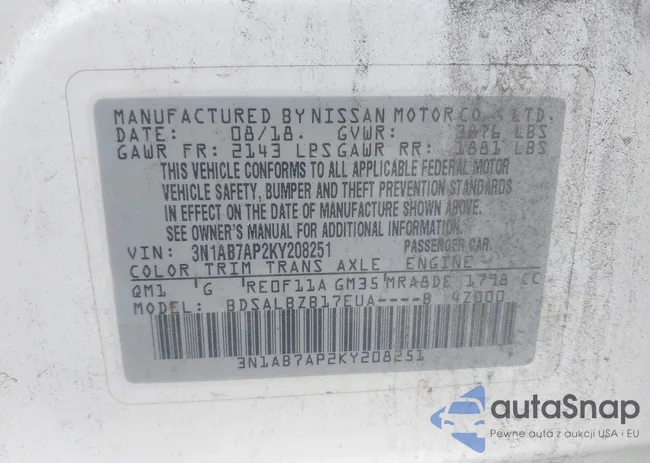 MANUFACTURED BY NISSAN MOTOR CO., LTD.
DATE: 08/18. GVWR: 3876 LBS
GAWR FR: 2143 LPS GAWR RR: 1881 LBS
THIS VEHICLE CONFORMS TO ALL APPLICABLE FEDERAL MOTOR
VEHICLE SAFETY, BUMPER AND THEFT PREVENTION STANDARDS
IN EFFECT ON THE DATE OF MANUFACTURE SHOWN ABOVE.
SEE OWNER'S MANUAL FOR ADDITIONAL INFORMATION.
VIN: 3N1AB7AP2KY208251 PASSENGER CAR
COLOR TRIM TRANS AXLE ENGINE
QM1 G RE0F11A GM35 MRA8DE 1798 CC
MODEL: BDSALBZB17EUA----B 4Z000
3N1AB7AP2KY208251
autaSnap
Pewne auta z aukcji USA i EU